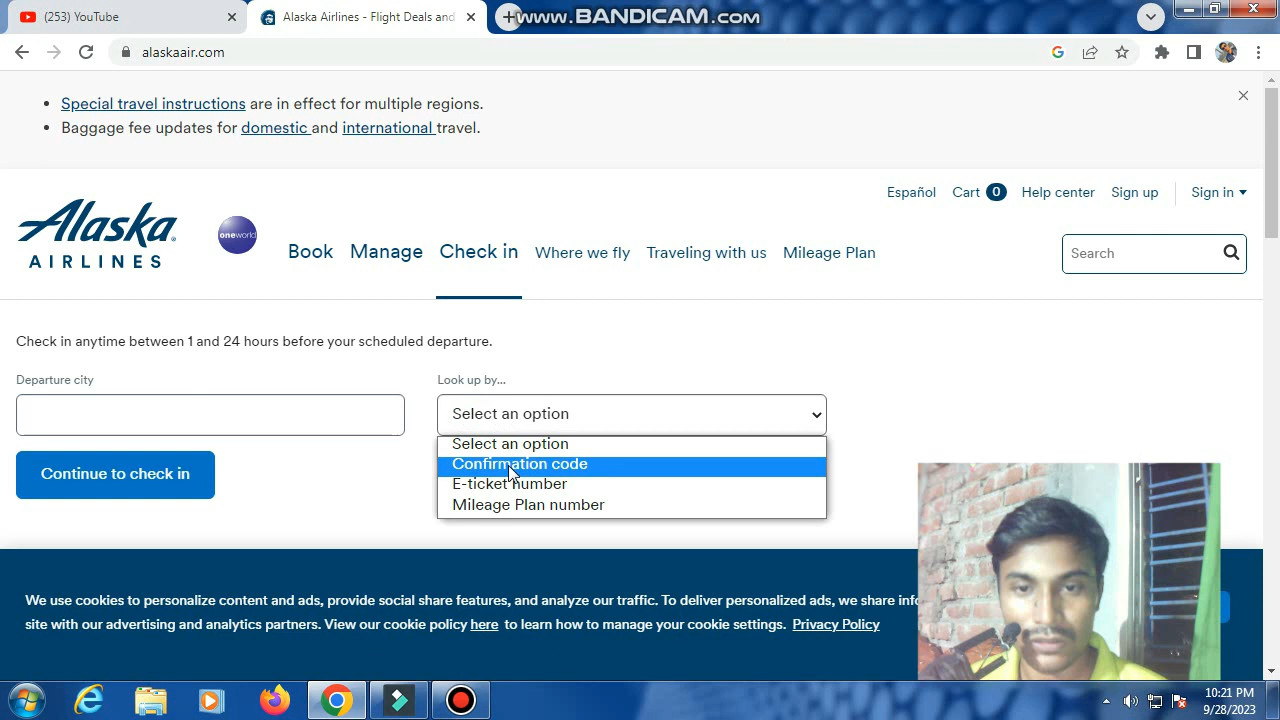 (253) YouTube
Alaska Airlines - Flight Deals and
www.BANDICAM.com
alaskaair.com
Special travel instructions are in effect for multiple regions.
Baggage fee updates for domestic and international travel.
Español Cart 0 Help center Sign up Sign in
Alaska AIRLINES
oneworld
Book Manage Check in Where we fly Traveling with us Mileage Plan
Search
Check in anytime between 1 and 24 hours before your scheduled departure.
Departure city
Look up by...
Select an option
Select an option
Confirmation code
E-ticket number
Mileage Plan number
Continue to check in
We use cookies to personalize content and ads, provide social share features, and analyze our traffic. To deliver personalized ads, we share
site with our advertising and analytics partners. View our cookie policy here to learn how to manage your cookie settings. Privacy Policy
10:21 PM
9/28/2023